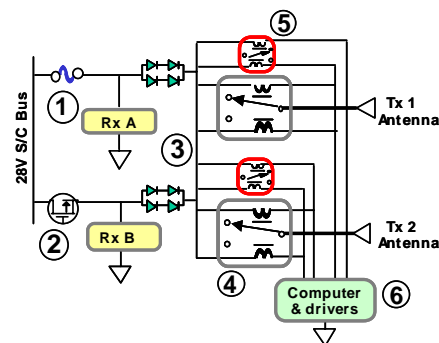 28V S/C Bus
1
Rx A
2
Rx B
3
4
5
Tx 1
Antenna
Tx 2
Antenna
Computer
& drivers
6